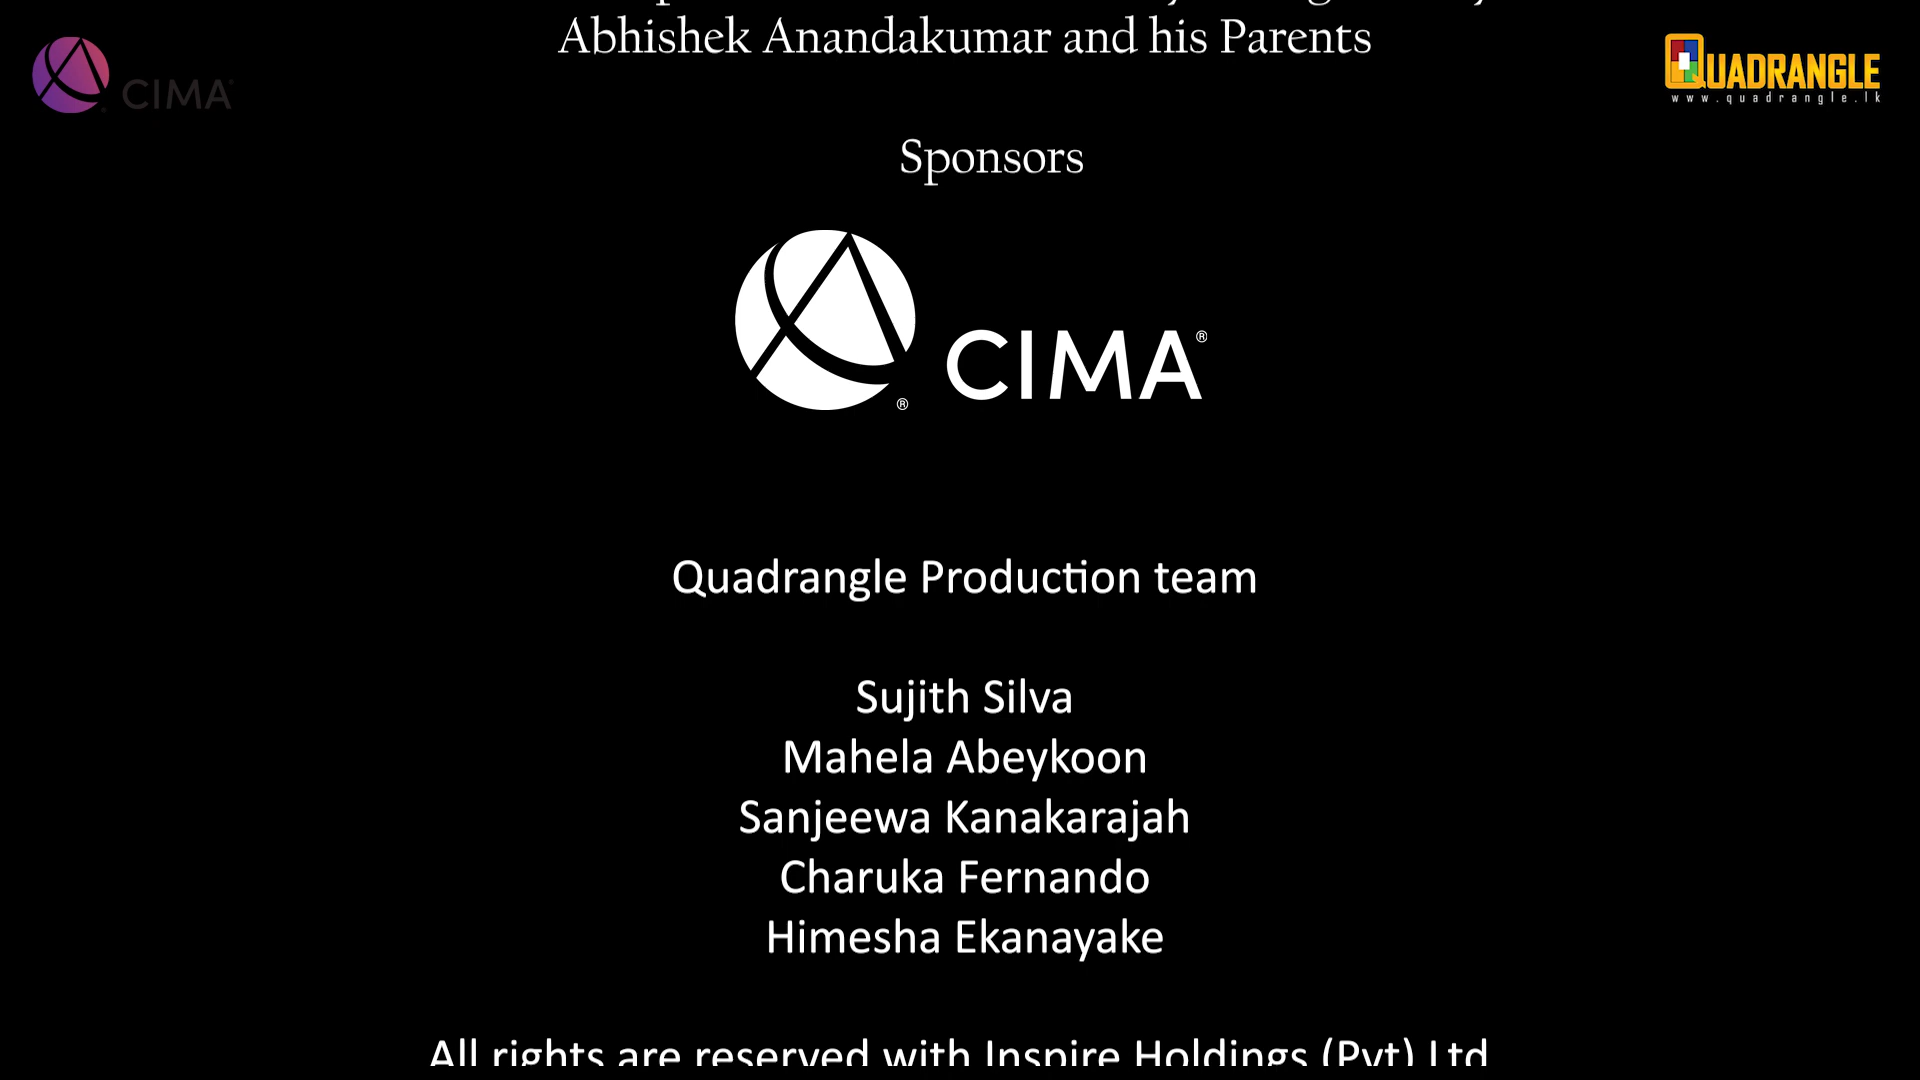 Abhishek Anandakumar and his Parents
CIMA
QUADRANGLE
www.quadrangle.lk
Sponsors
CIMA®
®
Quadrangle Production team
Sujith Silva
Mahela Abeykoon
Sanjeewa Kanakarajah
Charuka Fernando
Himesha Ekanayake
All rights are reserved with Inspire Holdings (Pvt) Ltd